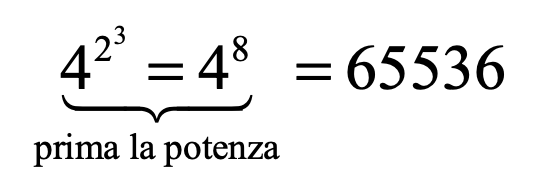 4^{2^3} = 4^8 = 65536
prima la potenza